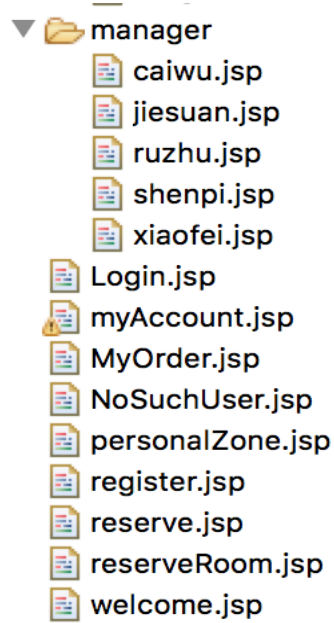 manager
caiwu.jsp
jiesuan.jsp
ruzhu.jsp
shenpi.jsp
xiaofei.jsp
Login.jsp
myAccount.jsp
MyOrder.jsp
NoSuchUser.jsp
personalZone.jsp
register.jsp
reserve.jsp
reserveRoom.jsp
welcome.jsp